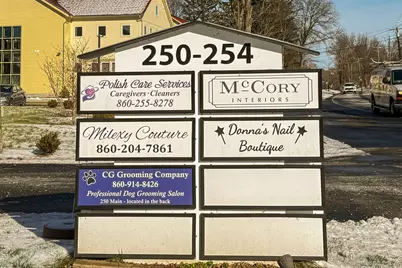 250-254
Polish Care Services
Caregivers · Cleaners
860-255-8278
McCORY
INTERIORS
Milexy Couture
860-204-7861
Donna's Nail
Boutique
CG Grooming Company
860-914-8426
Professional Dog Grooming Salon
250 Main - located in the back